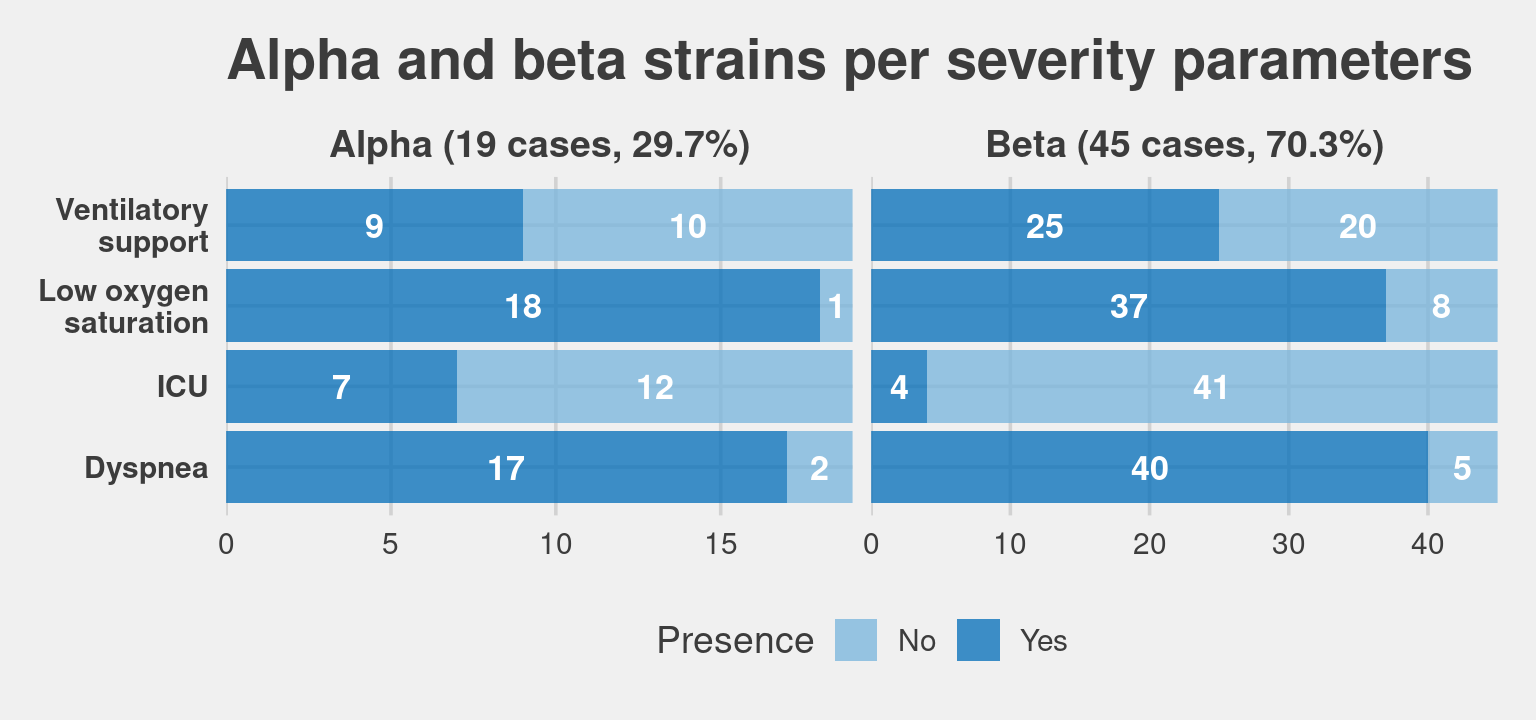 Alpha and beta strains per severity parameters
Alpha (19 cases, 29.7%)
Beta (45 cases, 70.3%)
Ventilatory
support
9
10
25
20
Low oxygen
saturation
18
1
37
8
ICU
7
12
4
41
Dyspnea
17
2
40
5
0
5
10
15
0
10
20
30
40
Presence
No
Yes